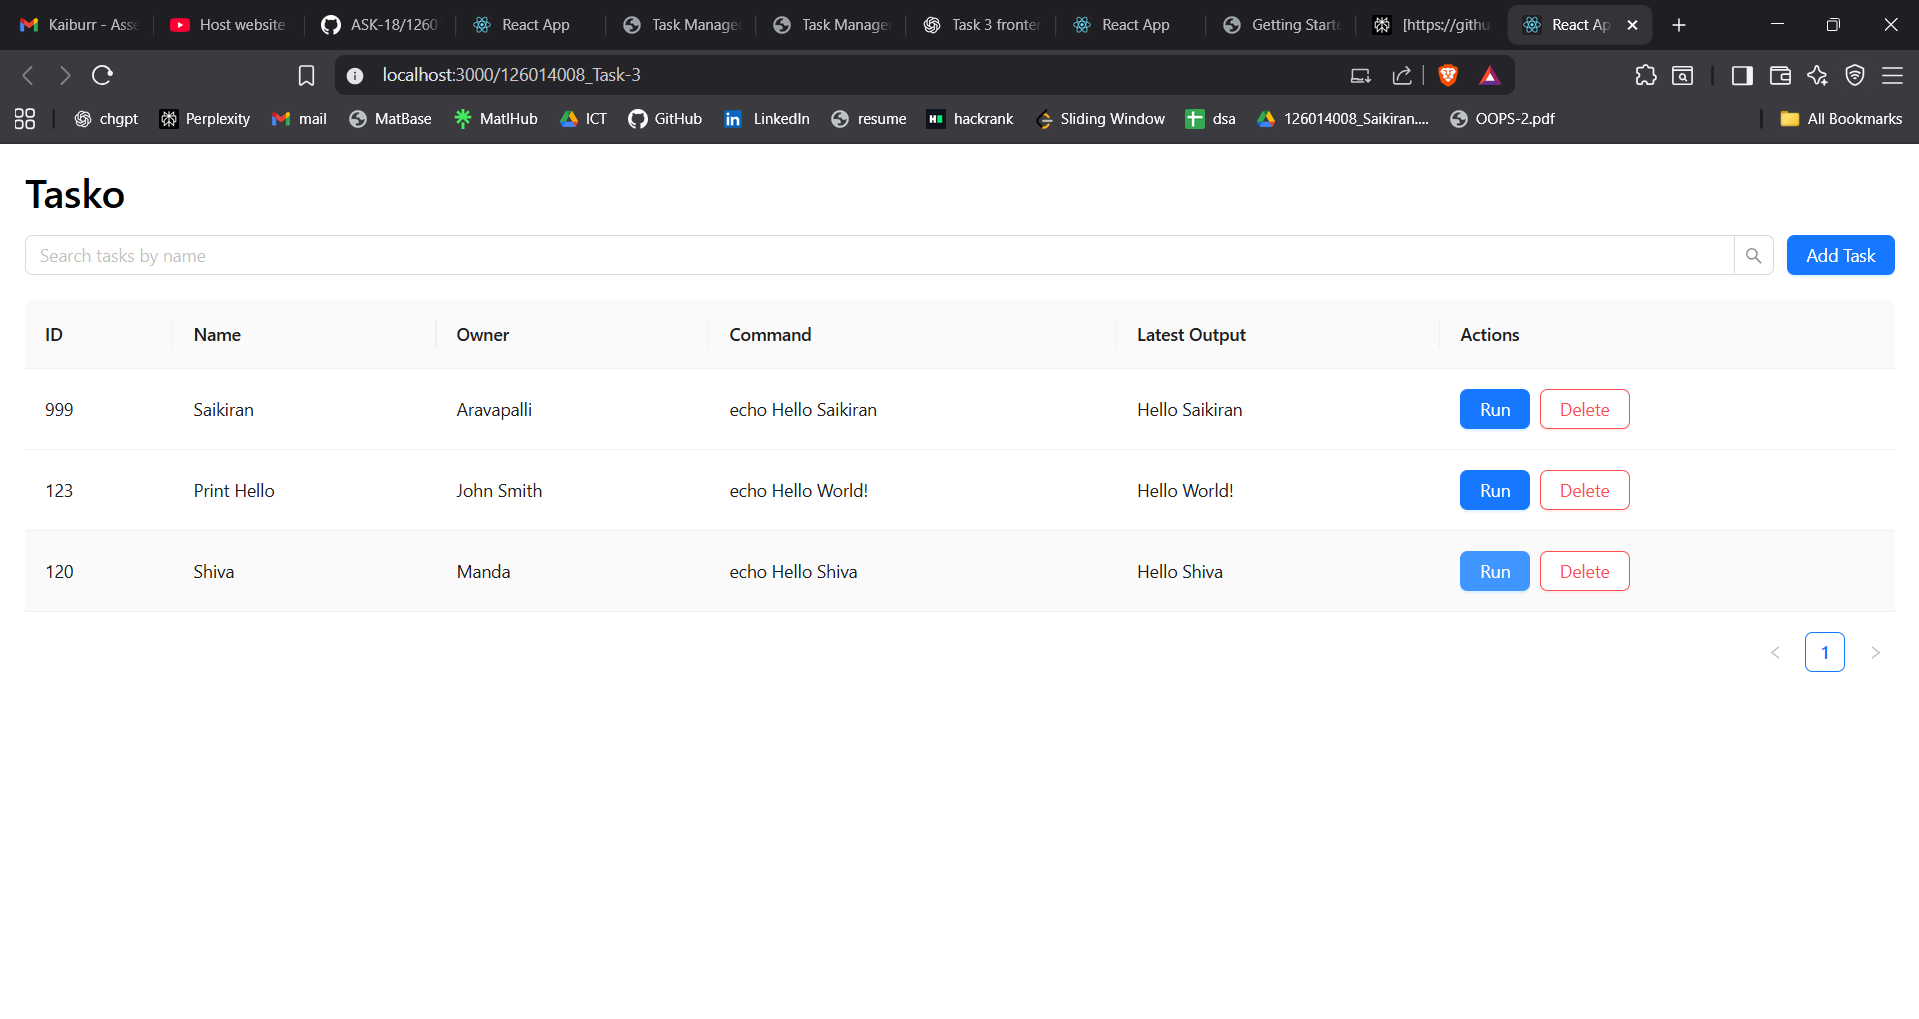 Kaiburr - Asse Host website ASK-18/1260 React App Task Manage Task Manage Task 3 fronter React App Getting Starte [https://githu React Ap
localhost:3000/126014008_Task-3
chgpt Perplexity mail MatBase MatlHub ICT GitHub LinkedIn resume hackrank Sliding Window dsa 126014008_Saikiran.... OOPS-2.pdf All Bookmarks
Tasko
Search tasks by name Add Task
ID Name Owner Command Latest Output Actions
999 Saikiran Aravapalli echo Hello Saikiran Hello Saikiran Run Delete
123 Print Hello John Smith echo Hello World! Hello World! Run Delete
120 Shiva Manda echo Hello Shiva Hello Shiva Run Delete
< 1 >